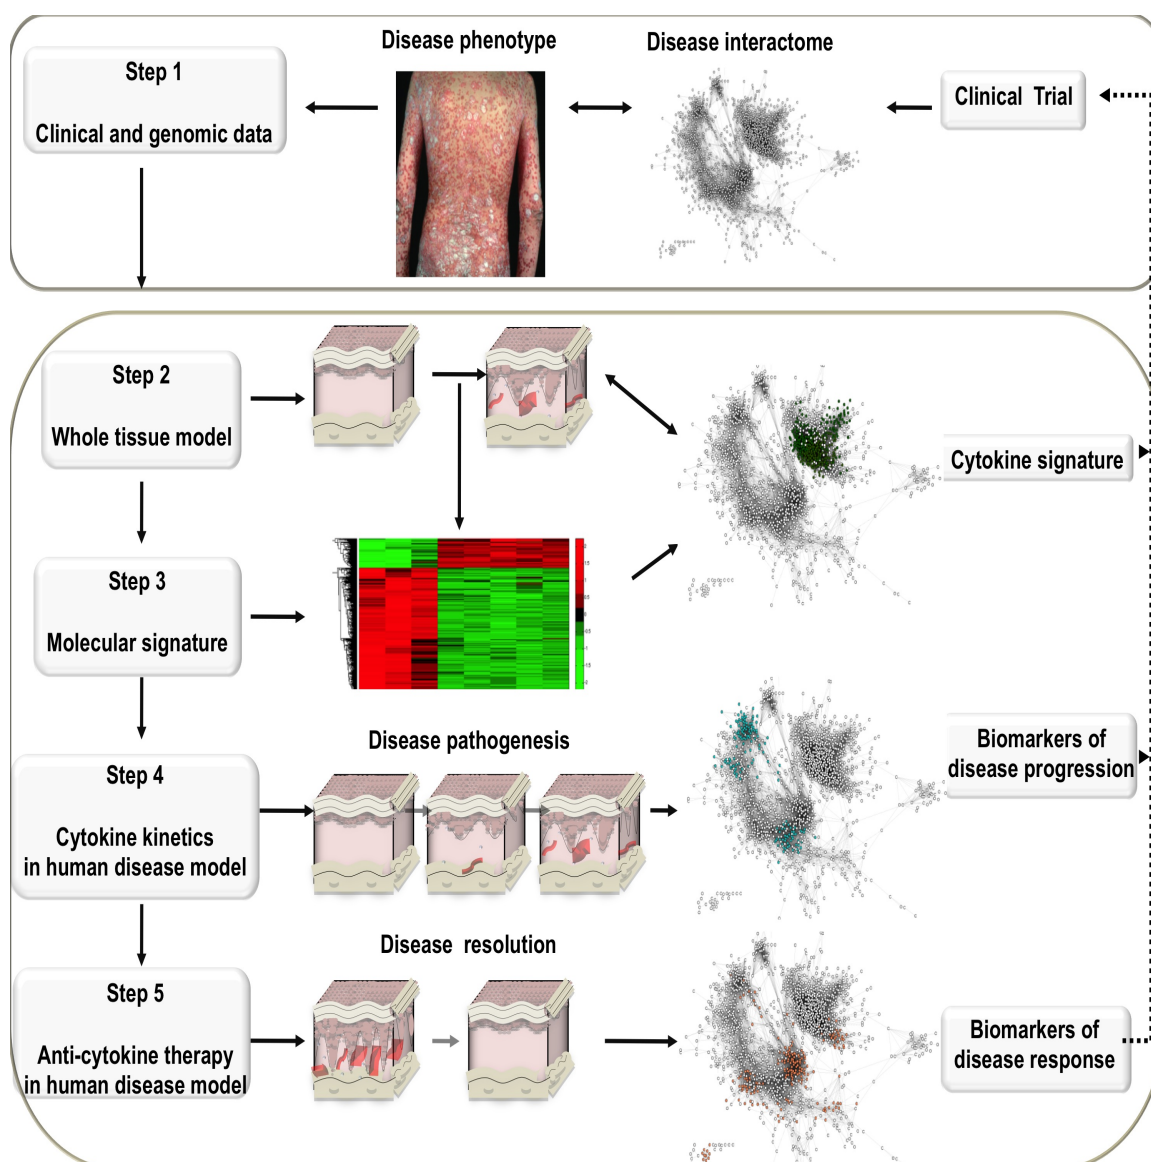 Disease phenotype
Disease interactome
Step 1
Clinical and genomic data
Clinical Trial
Step 2
Whole tissue model
Cytokine signature
Step 3
Molecular signature
Disease pathogenesis
Step 4
Cytokine kinetics
in human disease model
Biomarkers of
disease progression
Disease resolution
Step 5
Anti-cytokine therapy
in human disease model
Biomarkers of
disease response